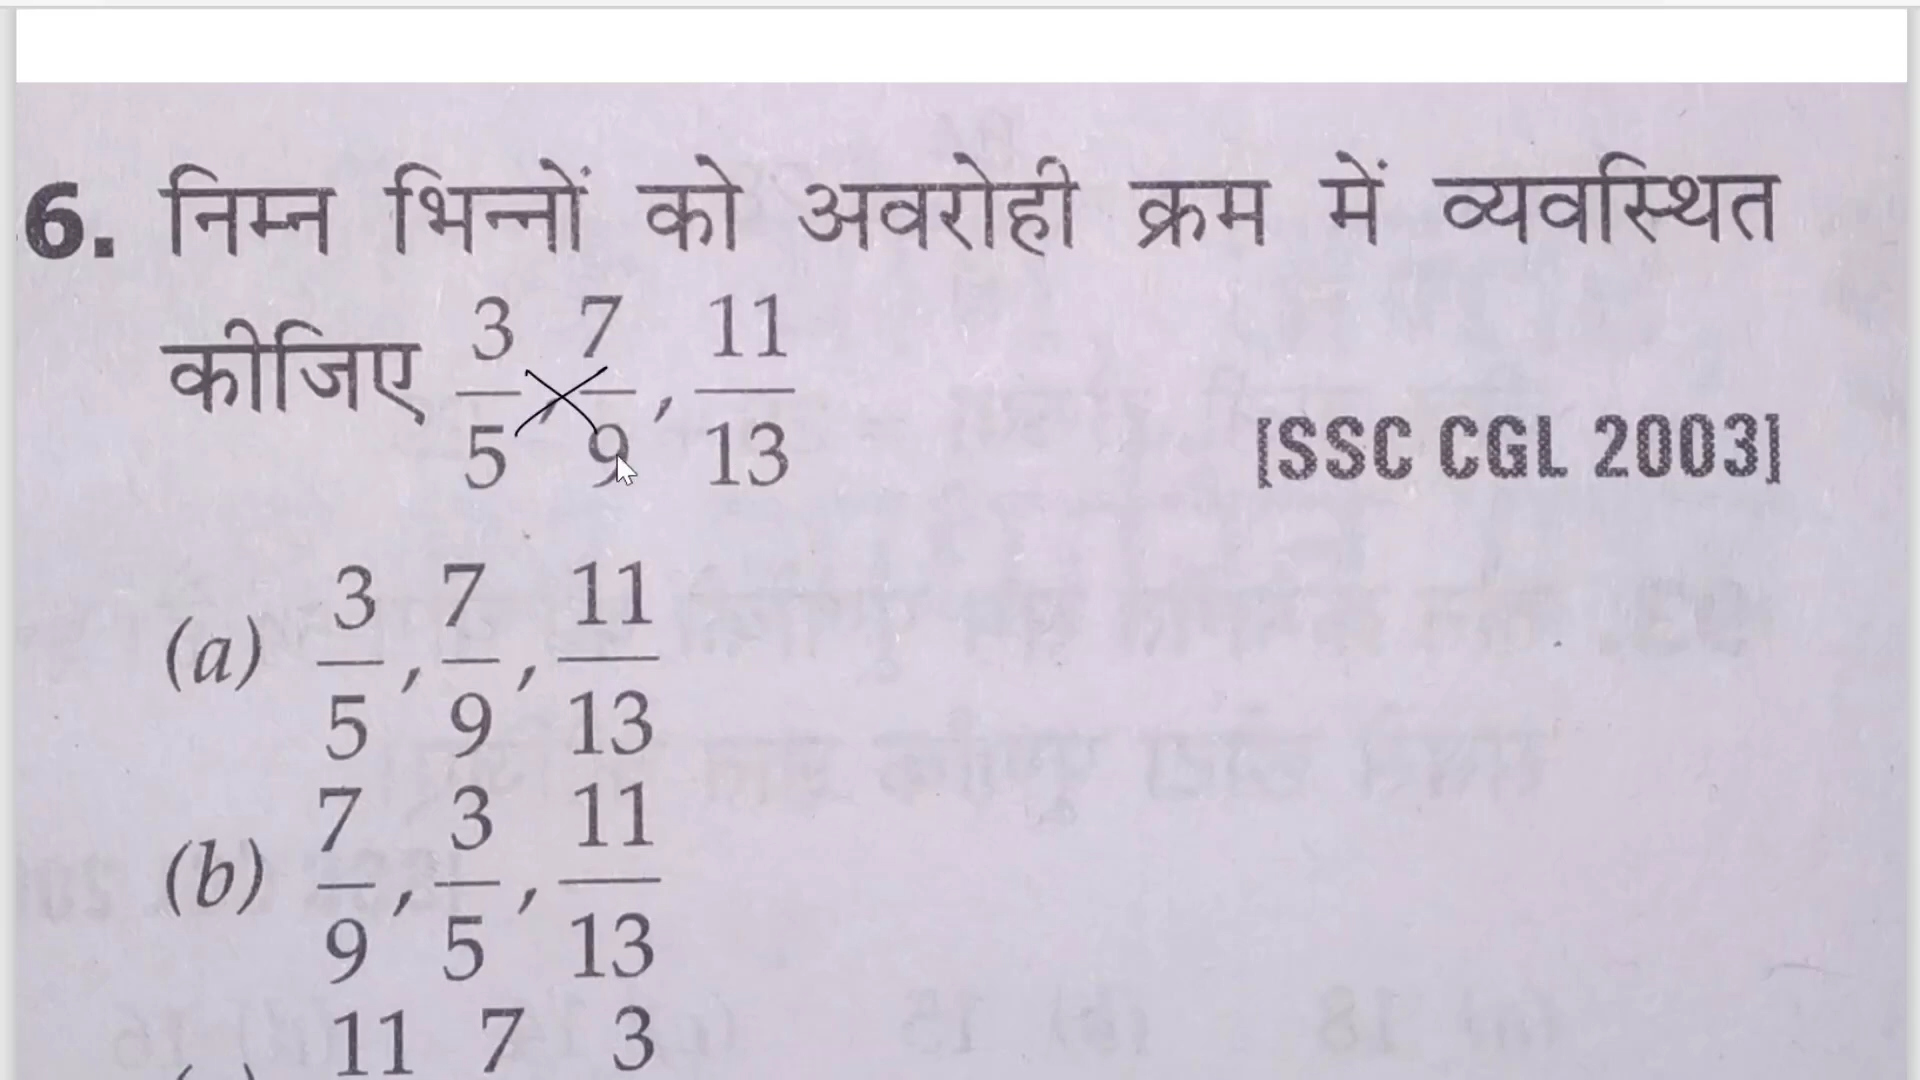 6. निम्न भिन्नों को अवरोही क्रम में व्यवस्थित
कीजिए 3/5, 7/9, 11/13 [SSC CGL 2003]
(a) 3/5, 7/9, 11/13
(b) 7/9, 3/5, 11/13
11 7 3